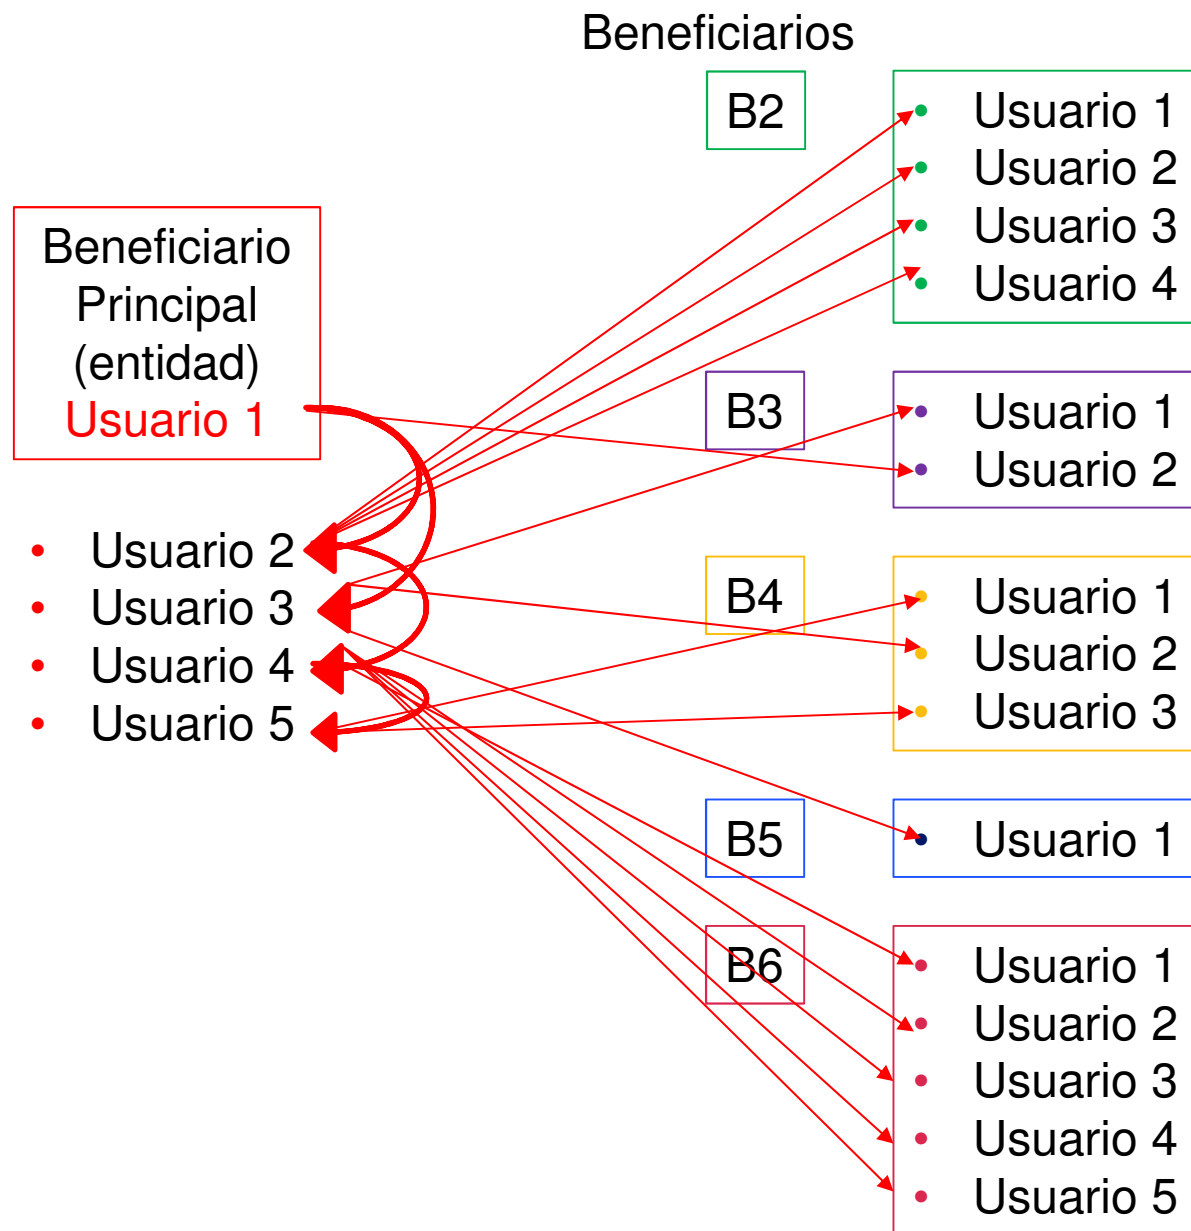 Beneficiarios
Beneficiario
Principal
(entidad)
Usuario 1
• Usuario 2
• Usuario 3
• Usuario 4
• Usuario 5
B2
• Usuario 1
• Usuario 2
• Usuario 3
• Usuario 4
B3
• Usuario 1
• Usuario 2
B4
• Usuario 1
• Usuario 2
• Usuario 3
B5
• Usuario 1
B6
• Usuario 1
• Usuario 2
• Usuario 3
• Usuario 4
• Usuario 5